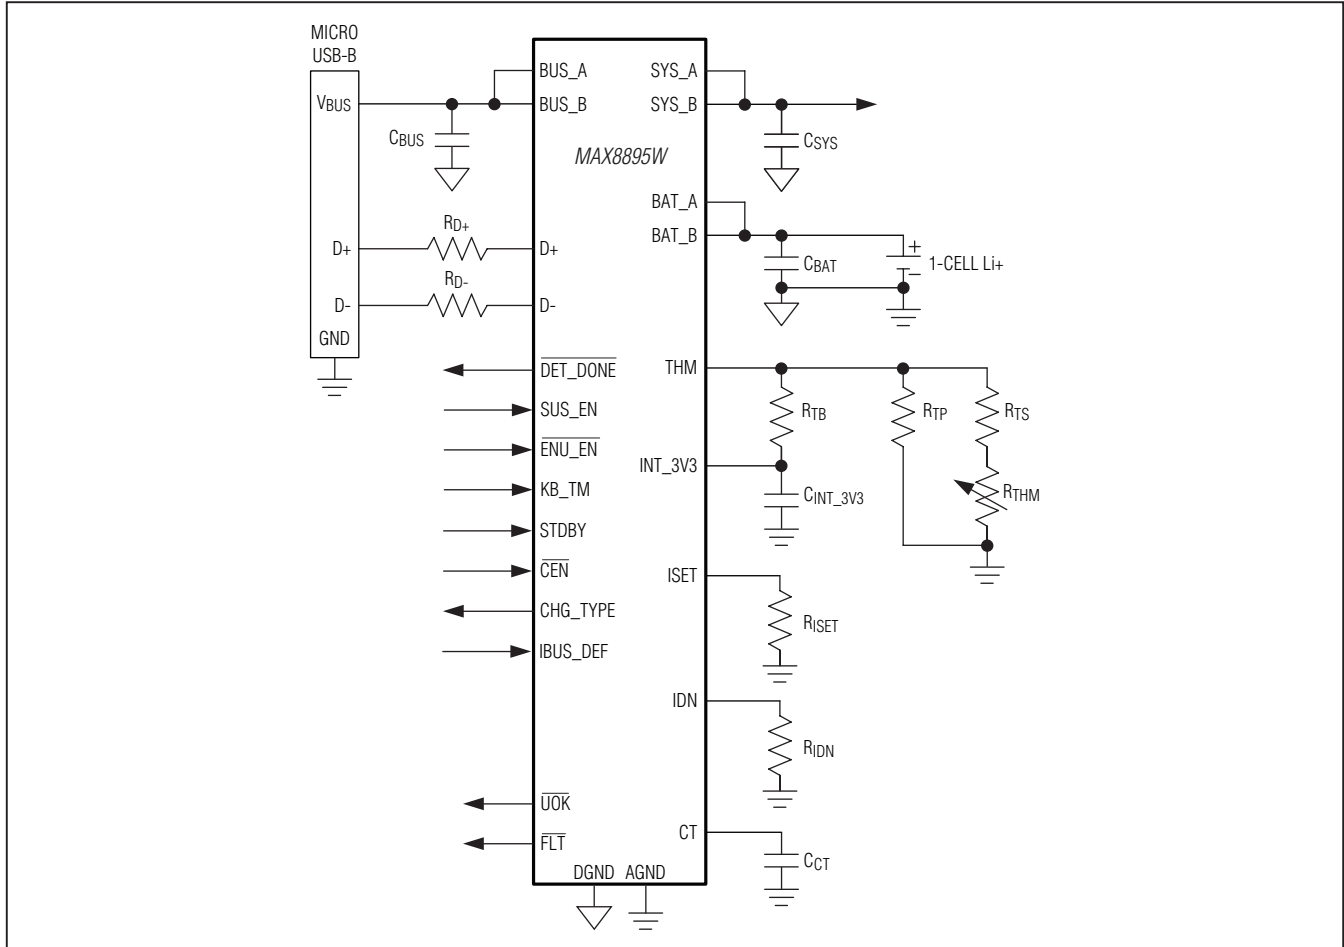 MICRO
USB-B
VBUS
D+
D-
GND
CBUS
RD+
RD-
BUS_A
BUS_B
MAX8895W
D+
D-
DET_DONE
SUS_EN
ENU_EN
KB_TM
STDBY
CEN
CHG_TYPE
IBUS_DEF
UOK
FLT
DGND AGND
SYS_A
SYS_B
BAT_A
BAT_B
THM
INT_3V3
ISET
IDN
CT
CSYS
CBAT
+
-
1-CELL Li+
RTB
RTP
RTS
RTHM
CINT_3V3
RISET
RIDN
CCT